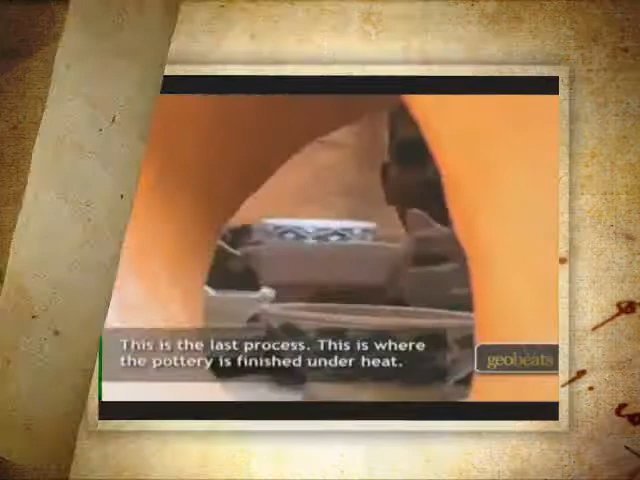 This is the last process. This is where
the pottery is finished under heat.
geobeats